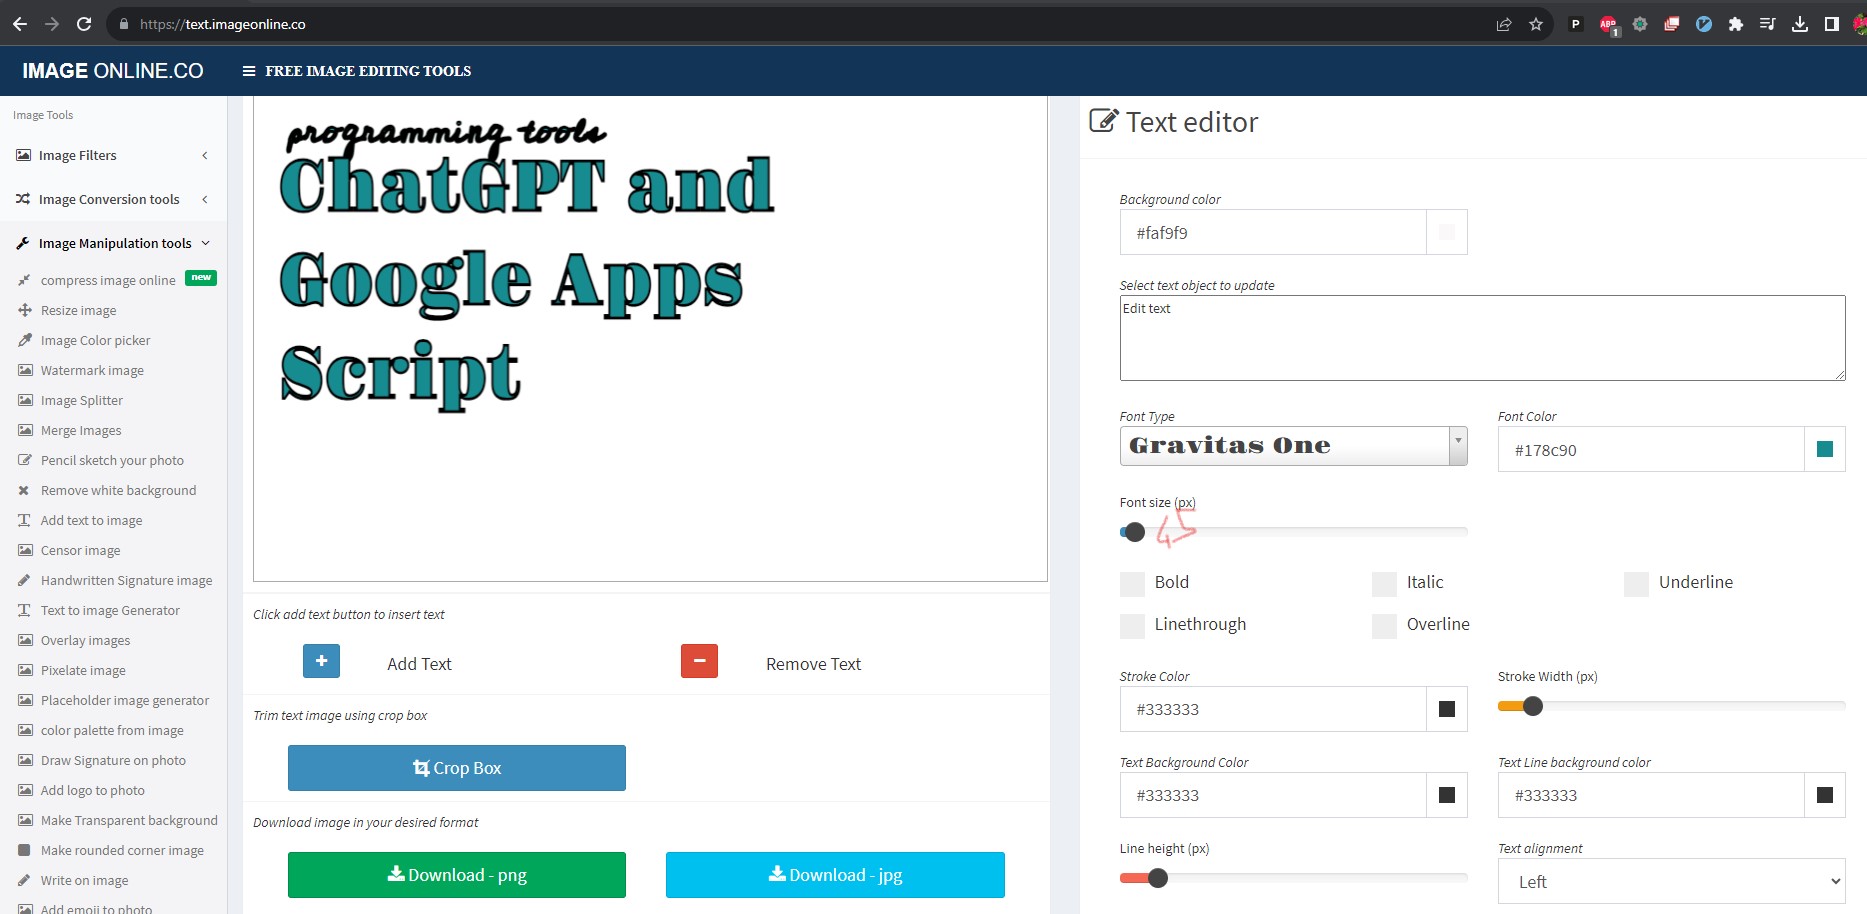 https://text.imageonline.co
P
ABP
1
IMAGE ONLINE.CO
FREE IMAGE EDITING TOOLS
Image Tools
Image Filters
Image Conversion tools
Image Manipulation tools
compress image online new
Resize image
Image Color picker
Watermark image
Image Splitter
Merge Images
Pencil sketch your photo
Remove white background
Add text to image
Censor image
Handwritten Signature image
Text to image Generator
Overlay images
Pixelate image
Placeholder image generator
color palette from image
Draw Signature on photo
Add logo to photo
Make Transparent background
Make rounded corner image
Write on image
Add emoji to photo
programming tools
ChatGPT and
Google Apps
Script
Click add text button to insert text
Add Text
Remove Text
Trim text image using crop box
Crop Box
Download image in your desired format
Download - png
Download - jpg
Text editor
Background color
#faf9f9
Select text object to update
Edit text
Font Type
Font Color
Gravitas One
#178c90
Font size (px)
45
Bold
Italic
Underline
Linethrough
Overline
Stroke Color
Stroke Width (px)
#333333
Text Background Color
Text Line background color
#333333
#333333
Line height (px)
Text alignment
Left